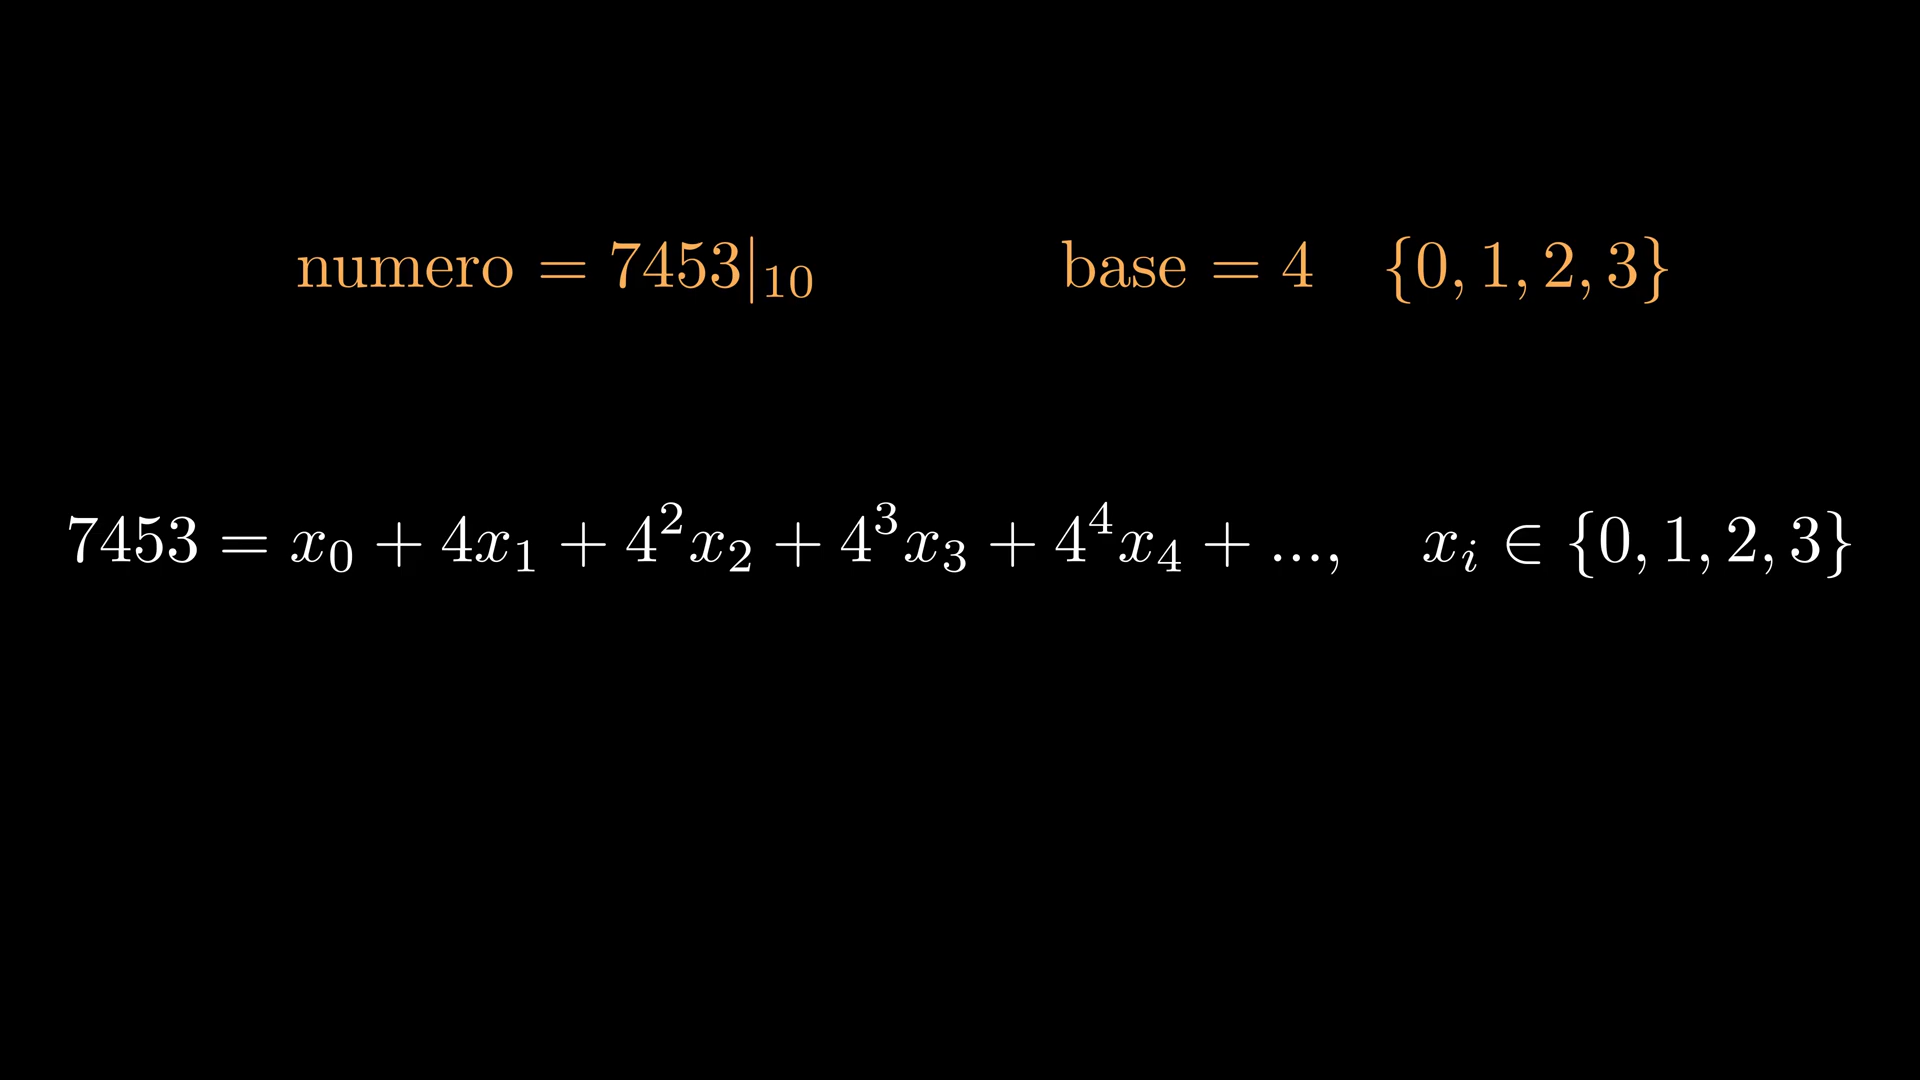 numero = 7453|₁₀ base = 4 {0, 1, 2, 3}
7453 = x₀ + 4x₁ + 4²x₂ + 4³x₃ + 4⁴x₄ + ..., xᵢ ∈ {0, 1, 2, 3}